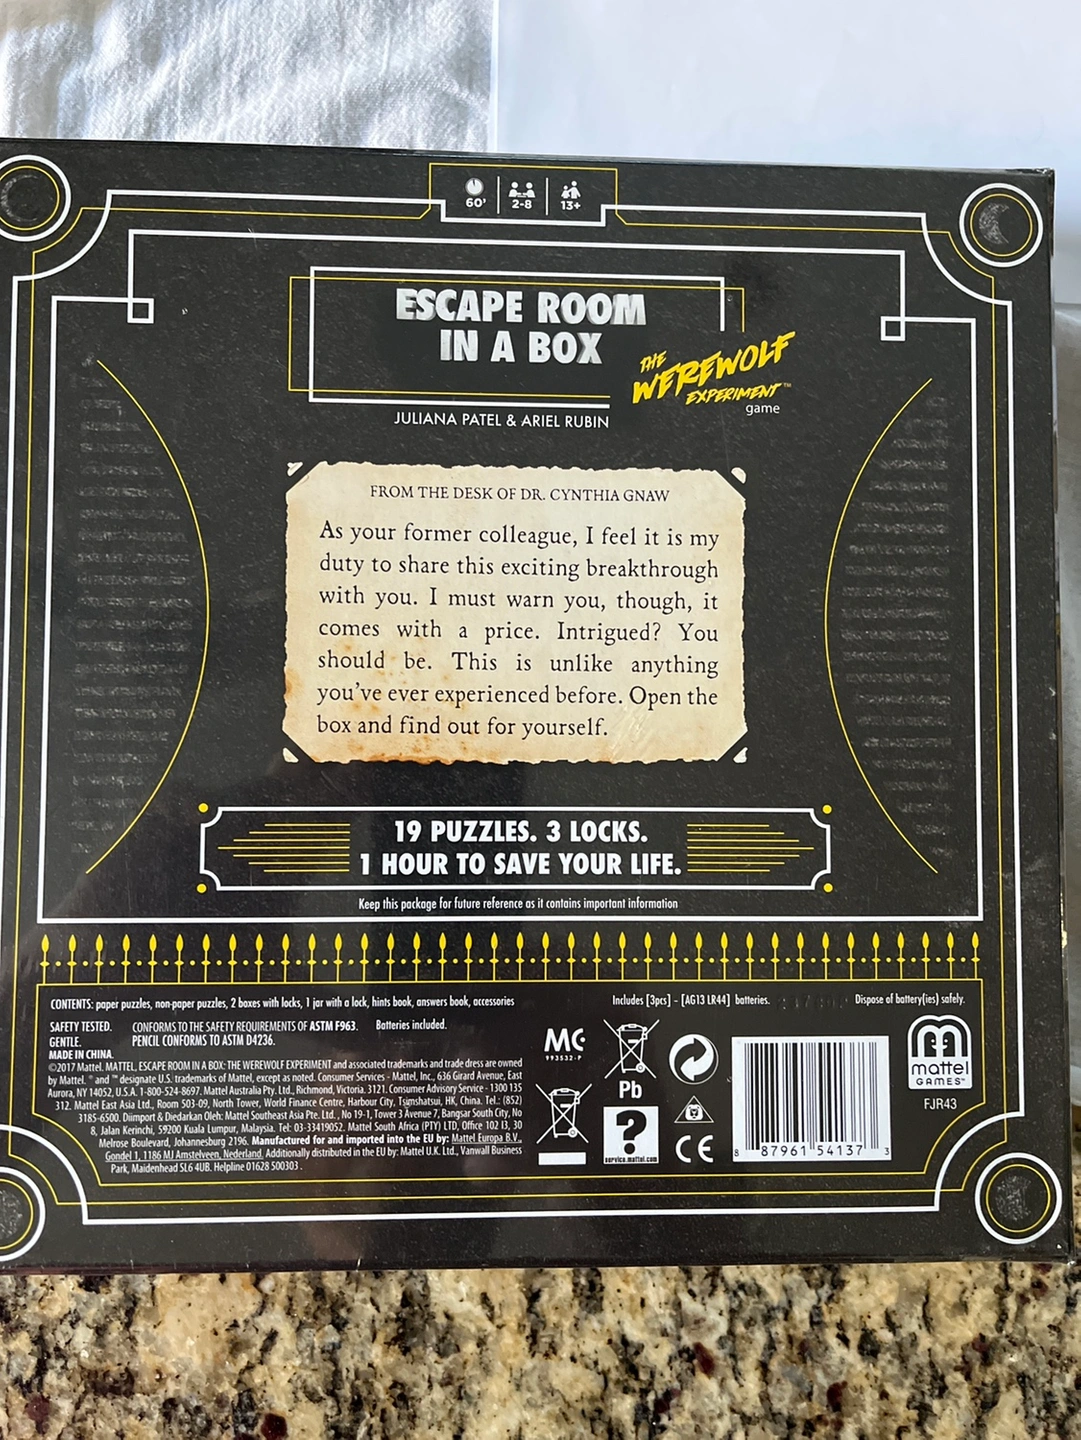 60' 2-8 13+
ESCAPE ROOM
IN A BOX
THE
WEREWOLF
EXPERIMENT™
game
JULIANA PATEL & ARIEL RUBIN
FROM THE DESK OF DR. CYNTHIA GNAW
As your former colleague, I feel it is my
duty to share this exciting breakthrough
with you. I must warn you, though, it
comes with a price. Intrigued? You
should be. This is unlike anything
you've ever experienced before. Open the
box and find out for yourself.
19 PUZZLES. 3 LOCKS.
1 HOUR TO SAVE YOUR LIFE.
Keep this package for future reference as it contains important information
CONTENTS: paper puzzles, non-paper puzzles, 2 boxes with locks, 1 jar with a lock, hints book, answers book, accessories
Includes [3pcs] - [AG13 LR44] batteries.
Dispose of battery(ies) safely.
SAFETY TESTED. CONFORMS TO THE SAFETY REQUIREMENTS OF ASTM F963. Batteries included.
GENTLE. PENCIL CONFORMS TO ASTM D4236.
MADE IN CHINA.
©2017 Mattel. MATTEL, ESCAPE ROOM IN A BOX: THE WEREWOLF EXPERIMENT and associated trademarks and trade dress are owned
by Mattel. ® and ™ designate U.S. trademarks of Mattel, except as noted. Consumer Services - Mattel, Inc., 636 Girard Avenue, East
Aurora, NY 14052, U.S.A. 1-800-524-8697. Mattel Australia Pty. Ltd., Richmond, Victoria. 3121. Consumer Advisory Service - 1300 135
312. Mattel East Asia Ltd., Room 503-09, North Tower, World Finance Centre, Harbour City, Tsimshatsui, HK, China. Tel.: (852)
3185-6500. Diimport & Diedarkan Oleh: Mattel Southeast Asia Pte. Ltd., No 19-1, Tower 3 Avenue 7, Bangsar South City, No
8, Jalan Kerinchi, 59200 Kuala Lumpur, Malaysia. Tel: 03-33419052. Mattel South Africa (PTY) LTD, Office 102 I3, 30
Melrose Boulevard, Johannesburg 2196. Manufactured for and imported into the EU by: Mattel Europa B.V.,
Gondel 1, 1186 MJ Amstelveen, Nederland. Additionally distributed in the EU by: Mattel U.K. Ltd., Vanwall Business
Park, Maidenhead SL6 4UB. Helpline 01628 500303.
MC
993532-P
Pb
?
service.mattel.com
CE
8 87961 54137 3
mattel
GAMES™
FJR43